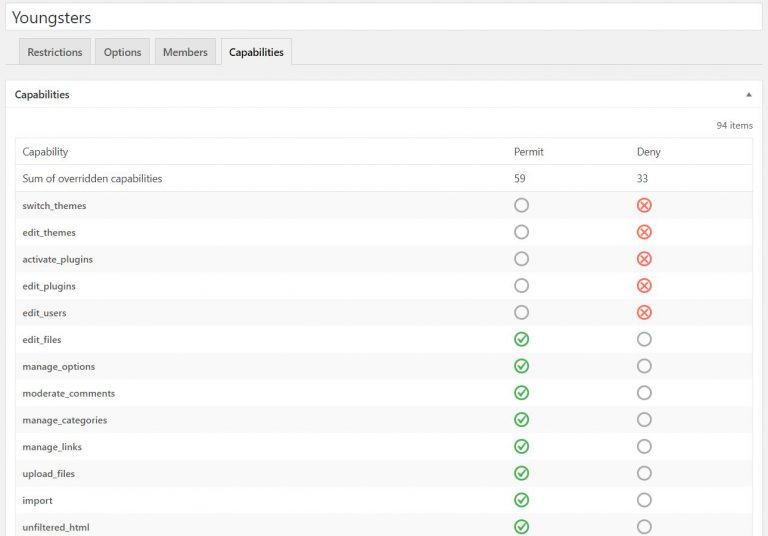 Youngsters
Restrictions Options Members Capabilities
Capabilities
94 items
Capability Permit Deny
Sum of overridden capabilities 59 33
switch_themes
edit_themes
activate_plugins
edit_plugins
edit_users
edit_files
manage_options
moderate_comments
manage_categories
manage_links
upload_files
import
unfiltered_html